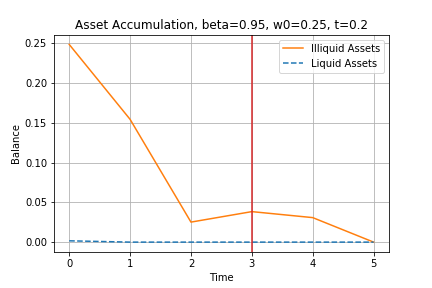 Asset Accumulation, beta=0.95, w0=0.25, t=0.2
Illiquid Assets
Liquid Assets
0.25
0.20
0.15
0.10
0.05
0.00
Balance
0 1 2 3 4 5
Time